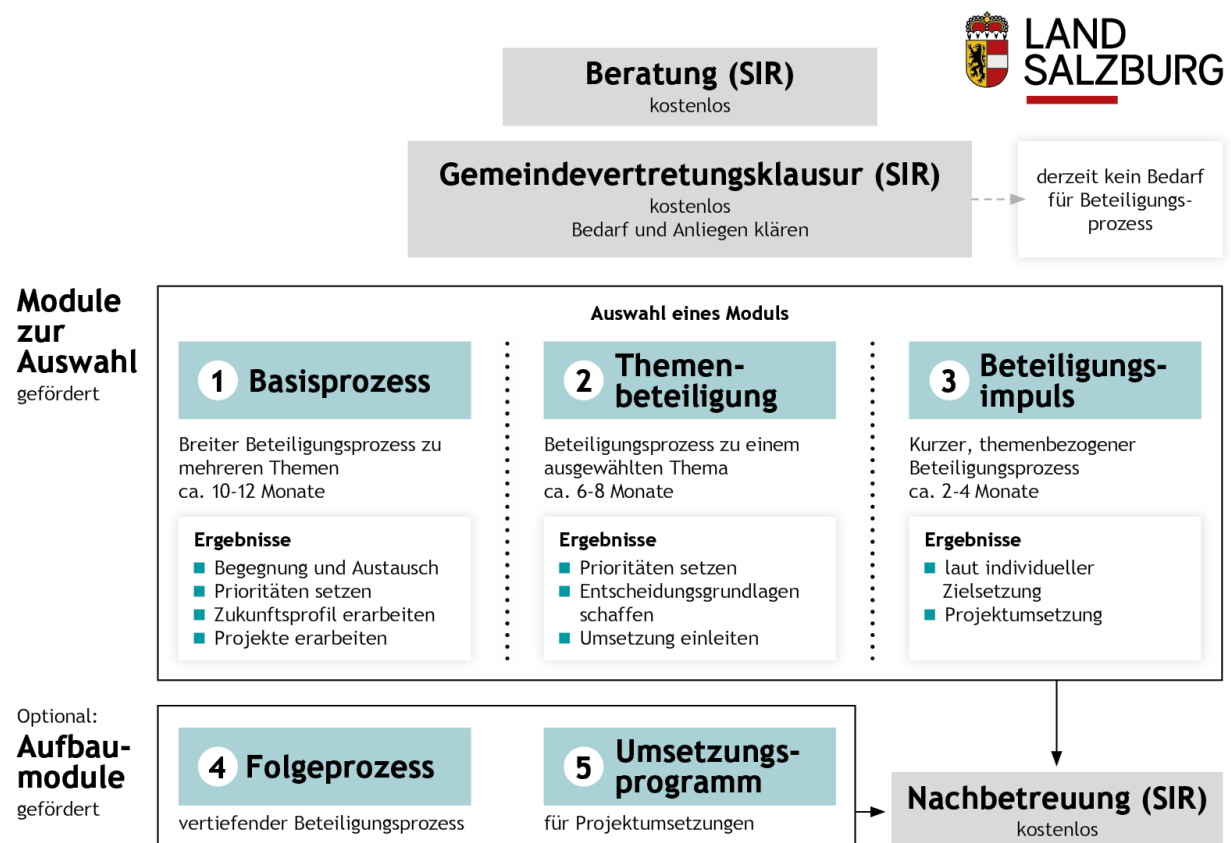 LAND
SALZBURG
Beratung (SIR)
kostenlos
Gemeindevertretungsklausur (SIR)
kostenlos
Bedarf und Anliegen klären
derzeit kein Bedarf
für Beteiligungs-
prozess
Module
zur
Auswahl
gefördert
Auswahl eines Moduls
1 Basisprozess
Breiter Beteiligungsprozess zu
mehreren Themen
ca. 10-12 Monate
Ergebnisse
Begegnung und Austausch
Prioritäten setzen
Zukunftsprofil erarbeiten
Projekte erarbeiten
2 Themen-
beteiligung
Beteiligungsprozess zu einem
ausgewählten Thema
ca. 6-8 Monate
Ergebnisse
Prioritäten setzen
Entscheidungsgrundlagen
schaffen
Umsetzung einleiten
3 Beteiligungs-
impuls
Kurzer, themenbezogener
Beteiligungsprozess
ca. 2-4 Monate
Ergebnisse
laut individueller
Zielsetzung
Projektumsetzung
Optional:
Aufbau-
module
gefördert
4 Folgeprozess
vertiefender Beteiligungsprozess
5 Umsetzungs-
programm
für Projektumsetzungen
Nachbetreuung (SIR)
kostenlos